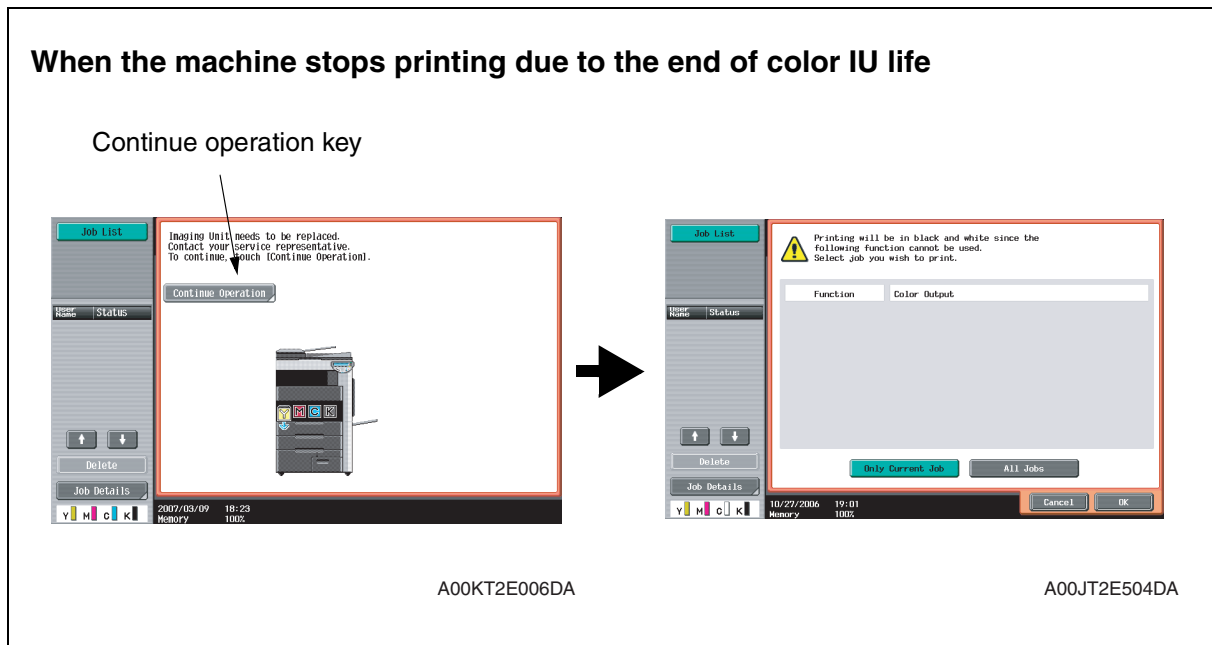 When the machine stops printing due to the end of color IU life
Continue operation key
Job List
Imaging Unit needs to be replaced.
Contact your service representative.
To continue, touch [Continue Operation].
Continue Operation
User Name Status
Y M C K
Delete
Job Details
Y M C K
2007/03/09 18:23
Memory 100%
A00KT2E006DA
Job List
Printing will be in black and white since the
following function cannot be used.
Select job you wish to print.
Function Color Output
User Name Status
Delete
Only Current Job All Jobs
Job Details
Cancel OK
Y M C K
10/27/2006 19:01
Memory 100%
A00JT2E504DA